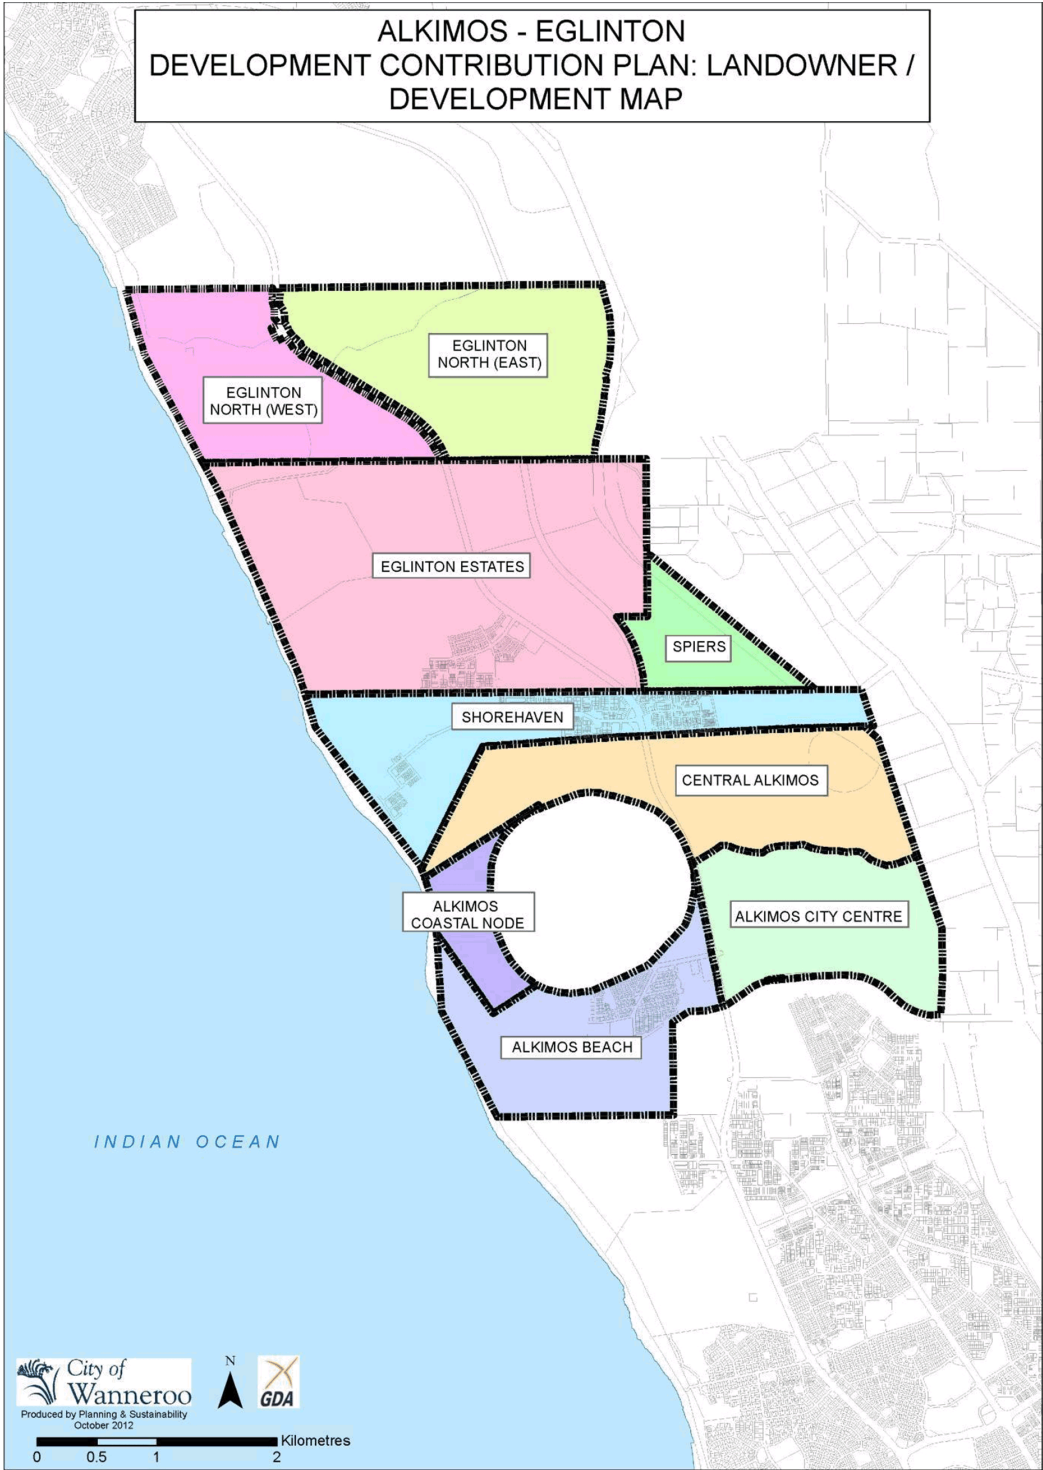 ALKIMOS - EGLINTON
DEVELOPMENT CONTRIBUTION PLAN: LANDOWNER /
DEVELOPMENT MAP
EGLINTON
NORTH (EAST)
EGLINTON
NORTH (WEST)
EGLINTON ESTATES
SPIERS
SHOREHAVEN
CENTRAL ALKIMOS
ALKIMOS
COASTAL NODE
ALKIMOS CITY CENTRE
ALKIMOS BEACH
INDIAN OCEAN
City of
Wanneroo
Produced by Planning & Sustainability
October 2012
N
GDA
Kilometres
0 0.5 1 2